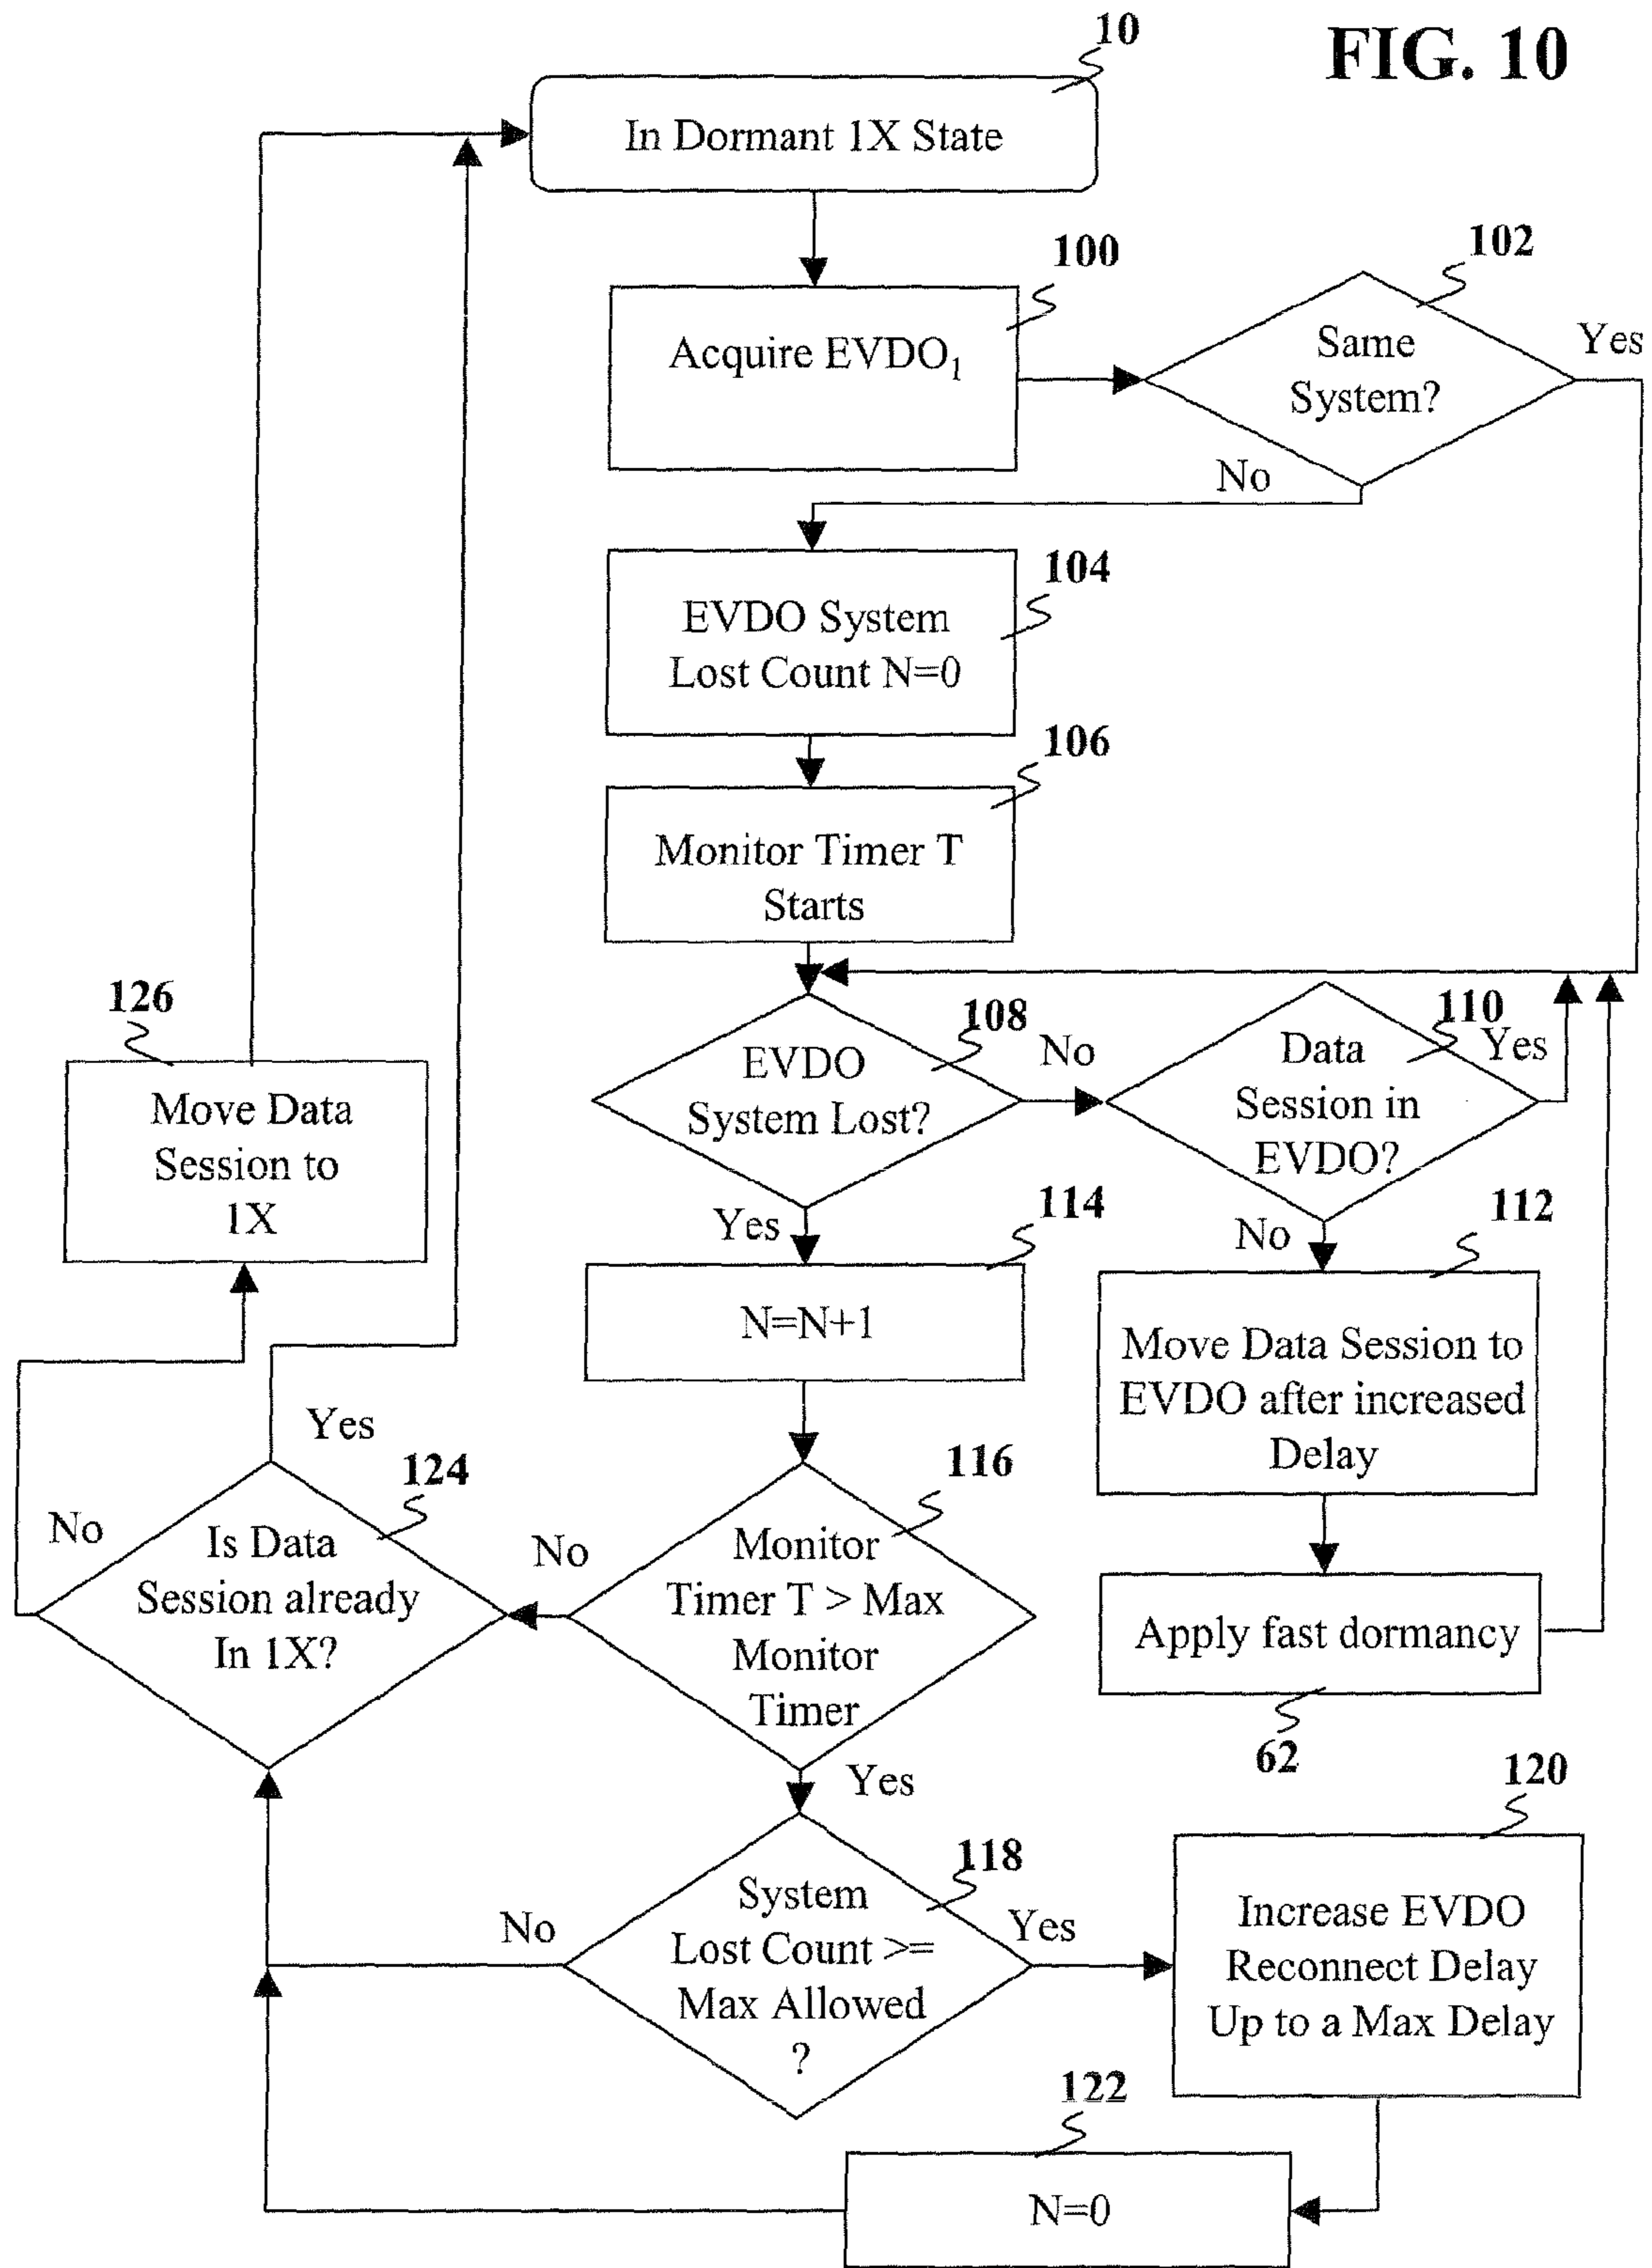 FIG. 10
10
In Dormant 1X State
100
Acquire EVDO₁
102
Same
System?
Yes
No
104
EVDO System
Lost Count N=0
106
Monitor Timer T
Starts
126
Move Data
Session to
1X
108
EVDO
System Lost?
No
110
Data
Session in
EVDO?
Yes
Yes
114
N=N+1
No
112
Move Data Session to
EVDO after increased
Delay
Apply fast dormancy
62
116
Monitor
Timer T > Max
Monitor
Timer
No
124
Is Data
Session already
In 1X?
Yes
No
Yes
118
System
Lost Count >=
Max Allowed
?
No
Yes
120
Increase EVDO
Reconnect Delay
Up to a Max Delay
122
N=0